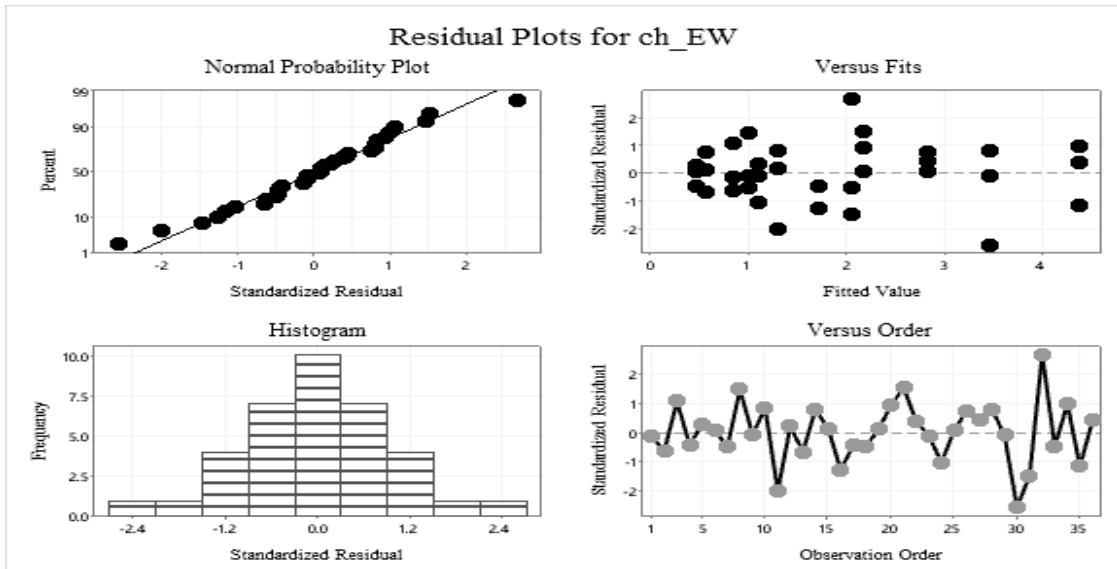 Residual Plots for ch_EW
Normal Probability Plot
Percent
99
90
50
10
1
-2 -1 0 1 2
Standardized Residual
Versus Fits
Standardized Residual
2
1
0
-1
-2
0 1 2 3 4
Fitted Value
Histogram
Frequency
10.0
7.5
5.0
2.5
0.0
-2.4 -1.2 0.0 1.2 2.4
Standardized Residual
Versus Order
Standardized Residual
2
1
0
-1
-2
1 5 10 15 20 25 30 35
Observation Order